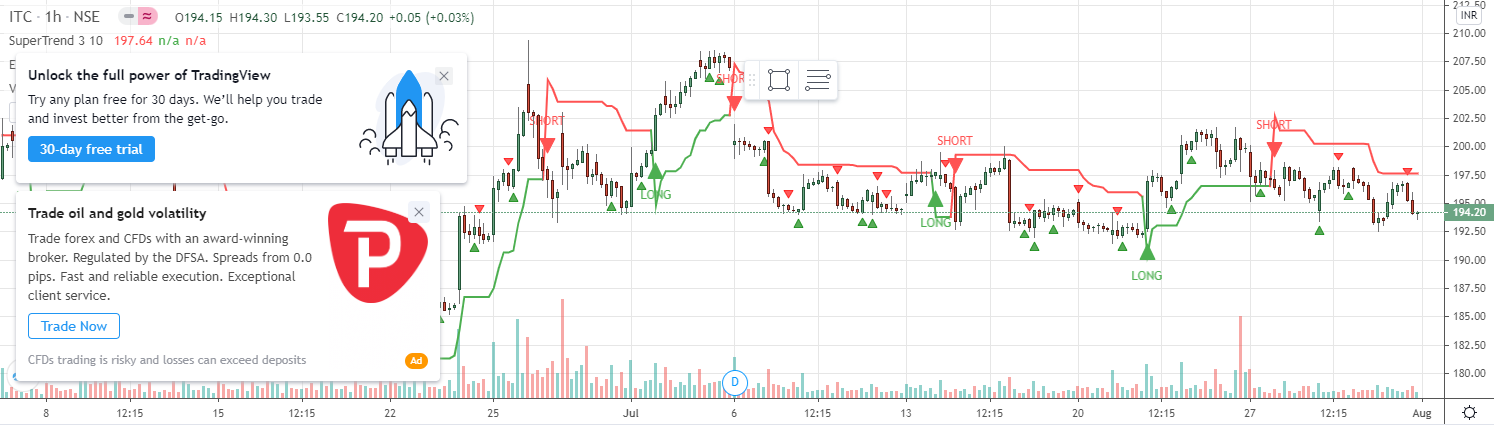 ITC · 1h · NSE
O194.15 H194.30 L193.55 C194.20 +0.05 (+0.03%)
SuperTrend 3 10 197.64 n/a n/a
E
V
Unlock the full power of TradingView
Try any plan free for 30 days. We'll help you trade
and invest better from the get-go.
30-day free trial
Trade oil and gold volatility
Trade forex and CFDs with an award-winning
broker. Regulated by the DFSA. Spreads from 0.0
pips. Fast and reliable execution. Exceptional
client service.
P
Trade Now
CFDs trading is risky and losses can exceed deposits
Ad
SHORT
LONG
SHORT
LONG
SHORT
LONG
SHORT
D
212.50
INR
210.00
207.50
205.00
202.50
200.00
197.50
195.00
194.20
192.50
190.00
187.50
185.00
182.50
180.00
8 12:15 15 12:15 22 25 Jul 6 12:15 13 12:15 20 12:15 27 12:15 Aug